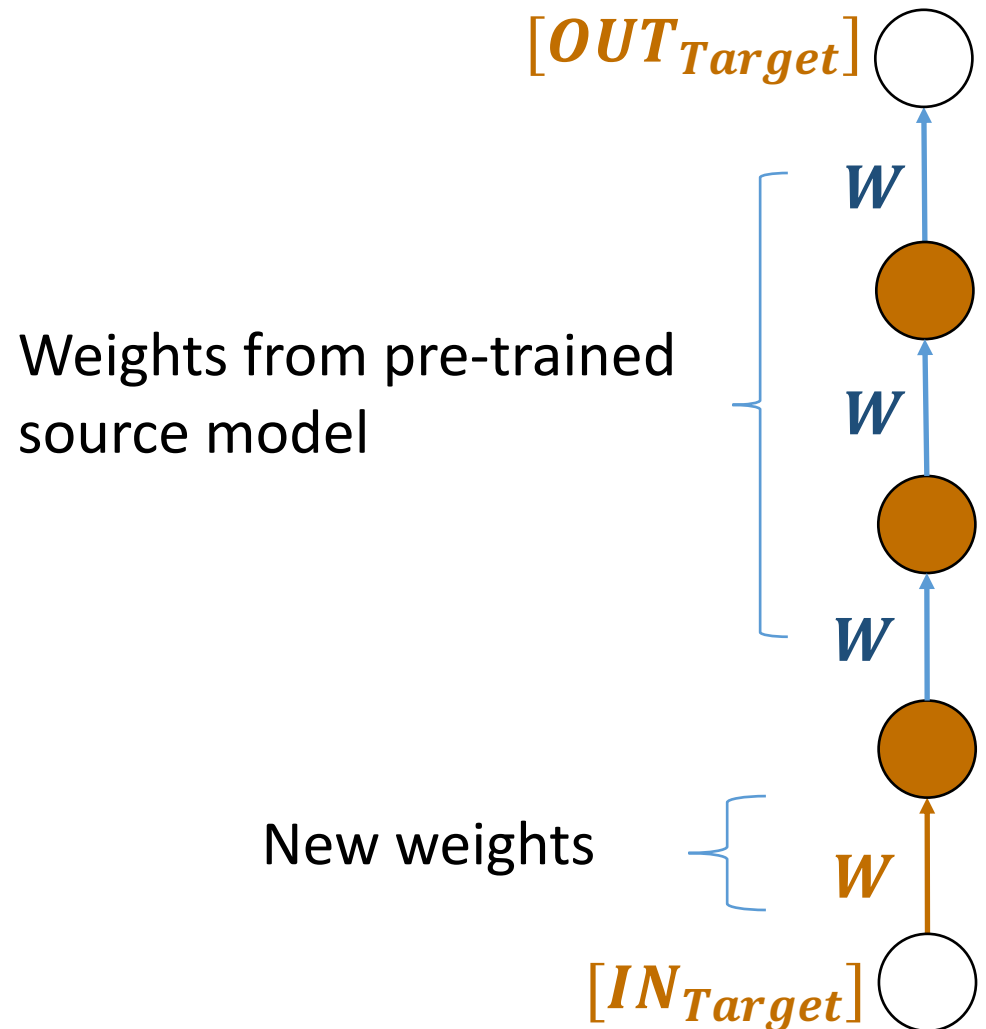 [OUT_Target]
W
Weights from pre-trained
source model
W
W
New weights
W
[IN_Target]